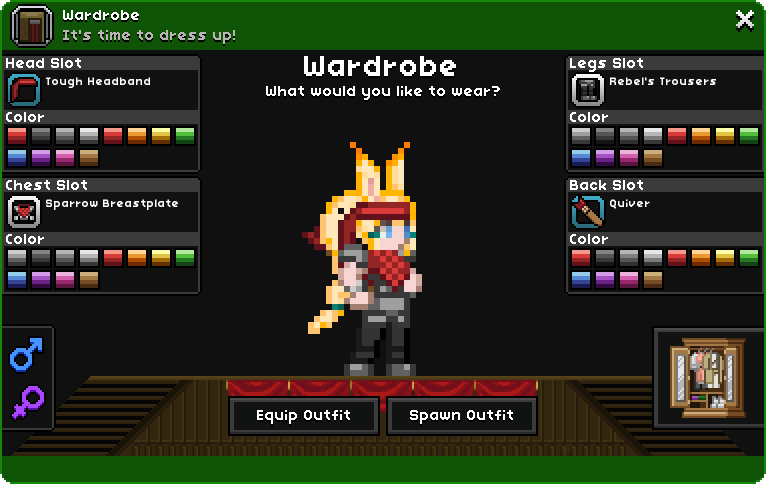 Wardrobe
It's time to dress up!
Head Slot
Tough Headband
Color
Chest Slot
Sparrow Breastplate
Color
Wardrobe
What would you like to wear?
Legs Slot
Rebel's Trousers
Color
Back Slot
Quiver
Color
Equip Outfit
Spawn Outfit